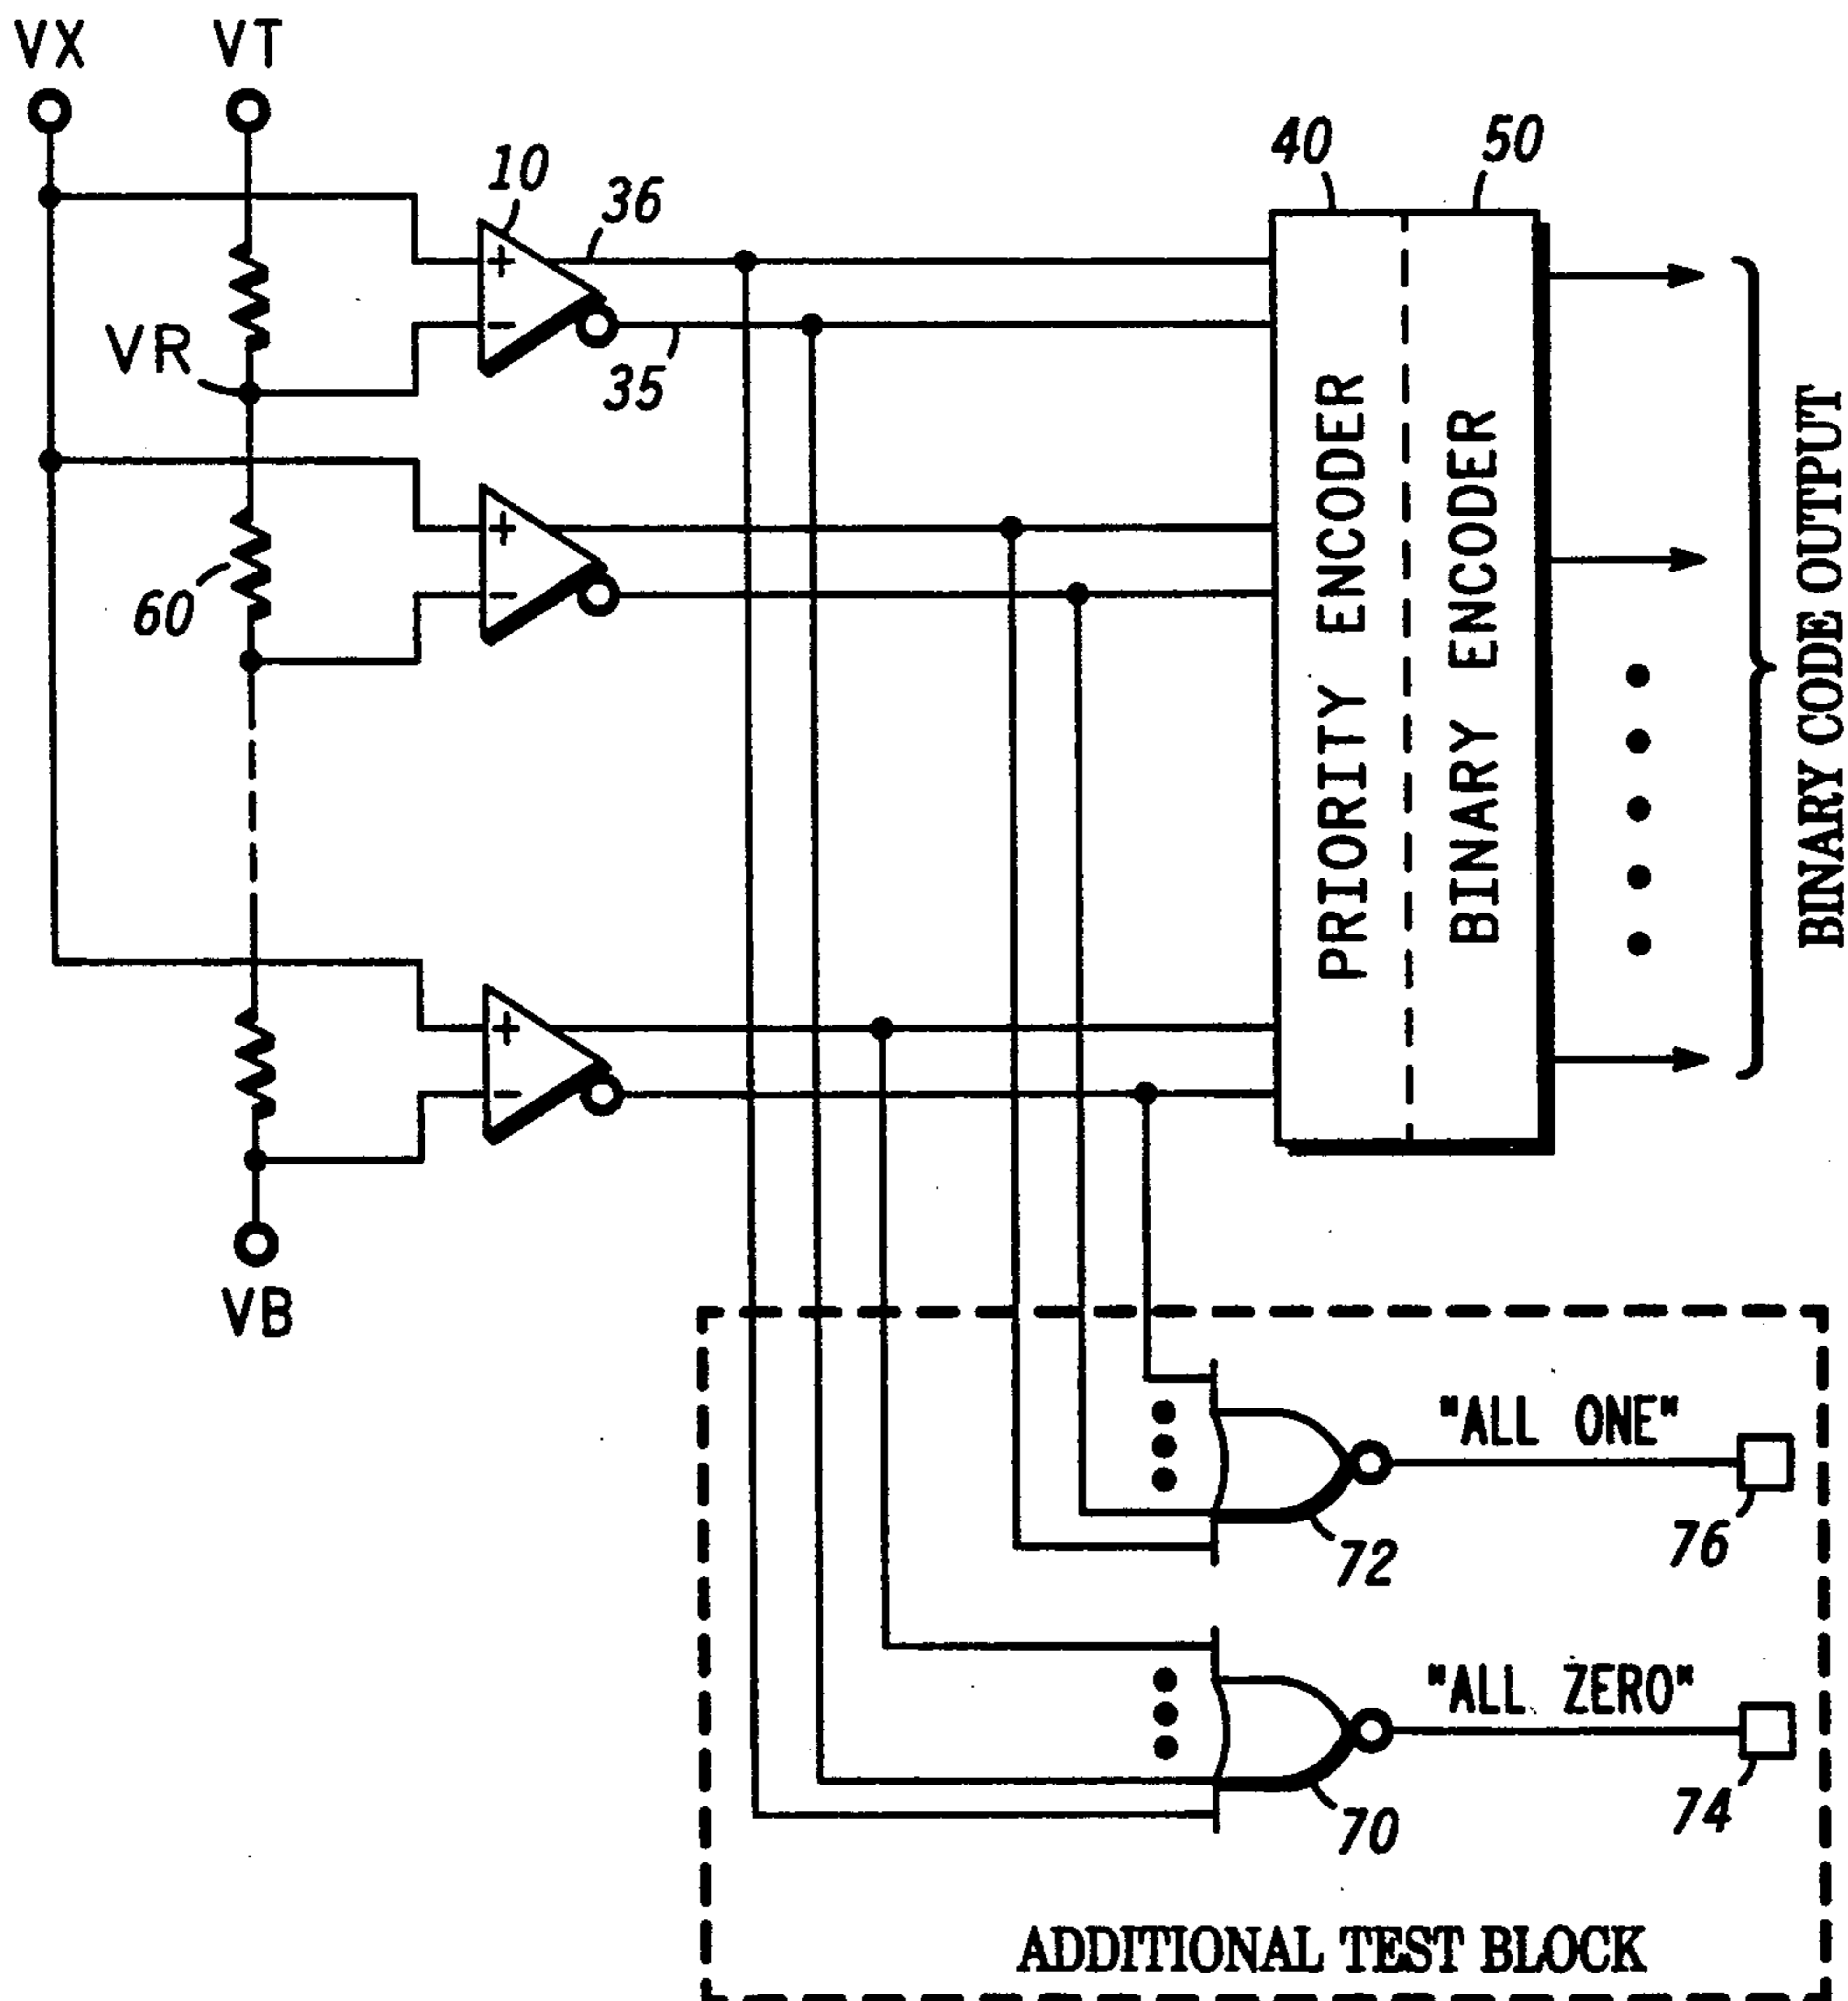 VX
VT
10
36
40
50
VR
35
60
PRIORITY ENCODER
BINARY ENCODER
BINARY CODE OUTPUT
+
−
+
−
+
−
VB
"ALL ONE"
76
72
"ALL ZERO"
74
70
ADDITIONAL TEST BLOCK